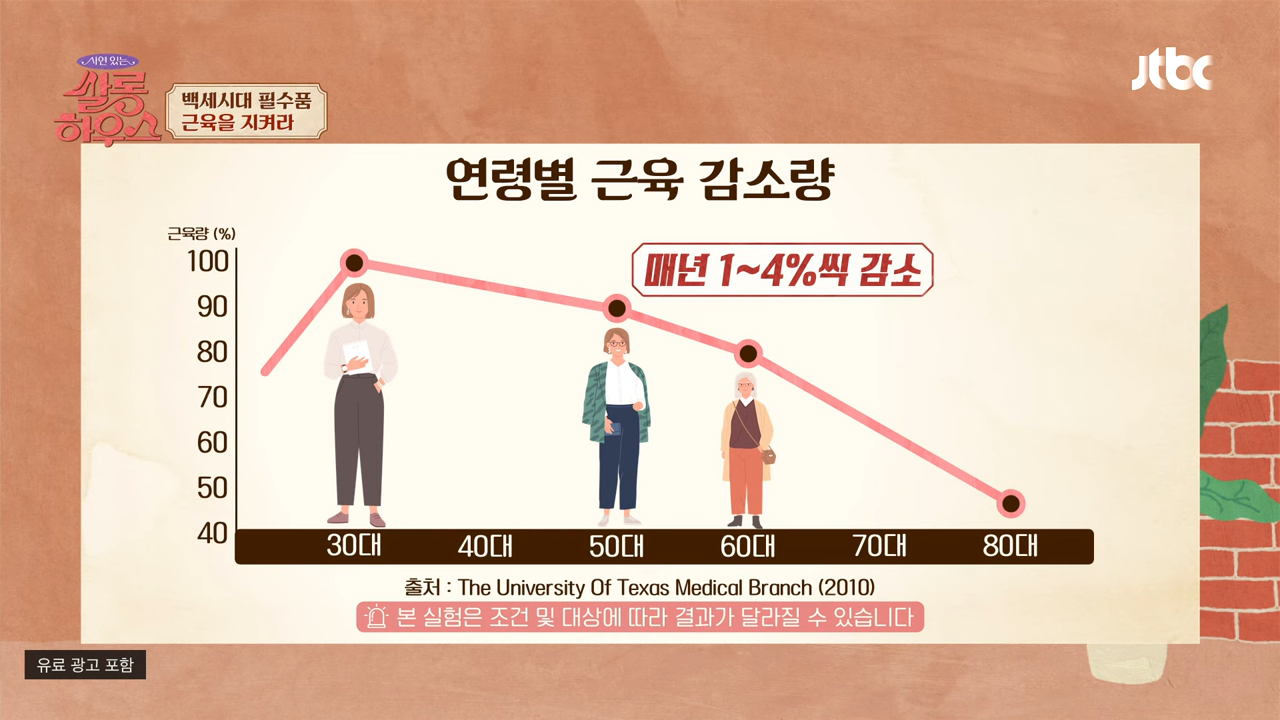 사연 있는
쌀롱
하우스
백세시대 필수품
근육을 지켜라
jtbc
연령별 근육 감소량
근육량 (%)
100
90
80
70
60
50
40
매년 1~4%씩 감소
30대 40대 50대 60대 70대 80대
출처 : The University Of Texas Medical Branch (2010)
본 실험은 조건 및 대상에 따라 결과가 달라질 수 있습니다
유료 광고 포함